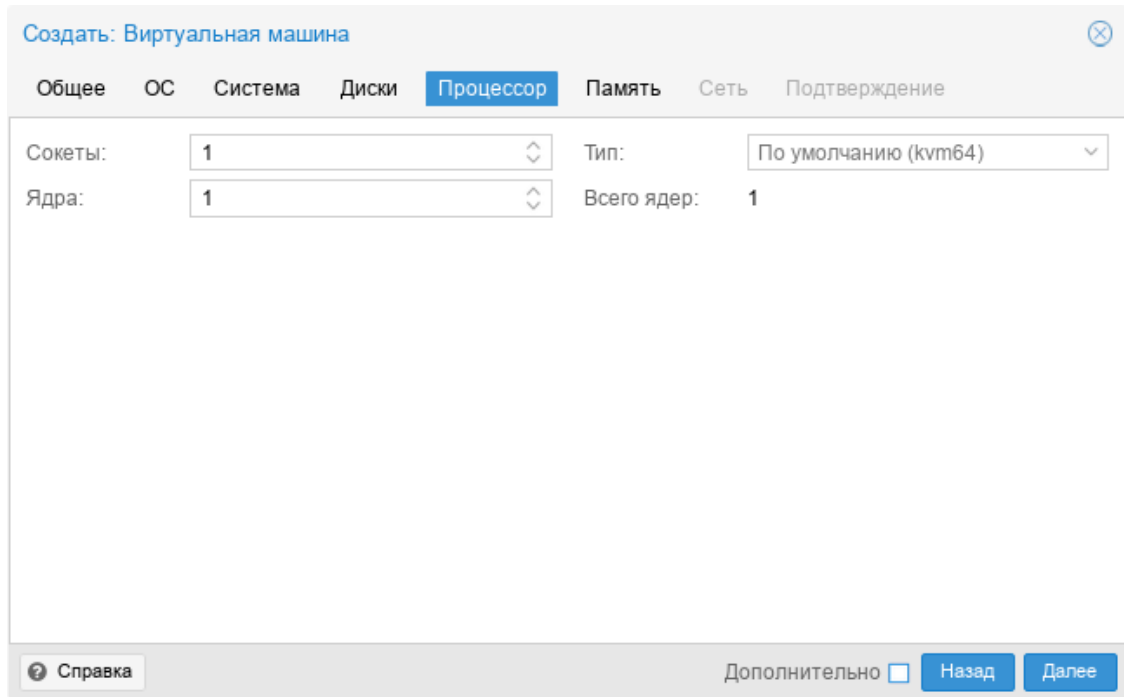 Создать: Виртуальная машина
Общее ОС Система Диски Процессор Память Сеть Подтверждение
Сокеты: 1 Тип: По умолчанию (kvm64)
Ядра: 1 Всего ядер: 1
Справка Дополнительно Назад Далее